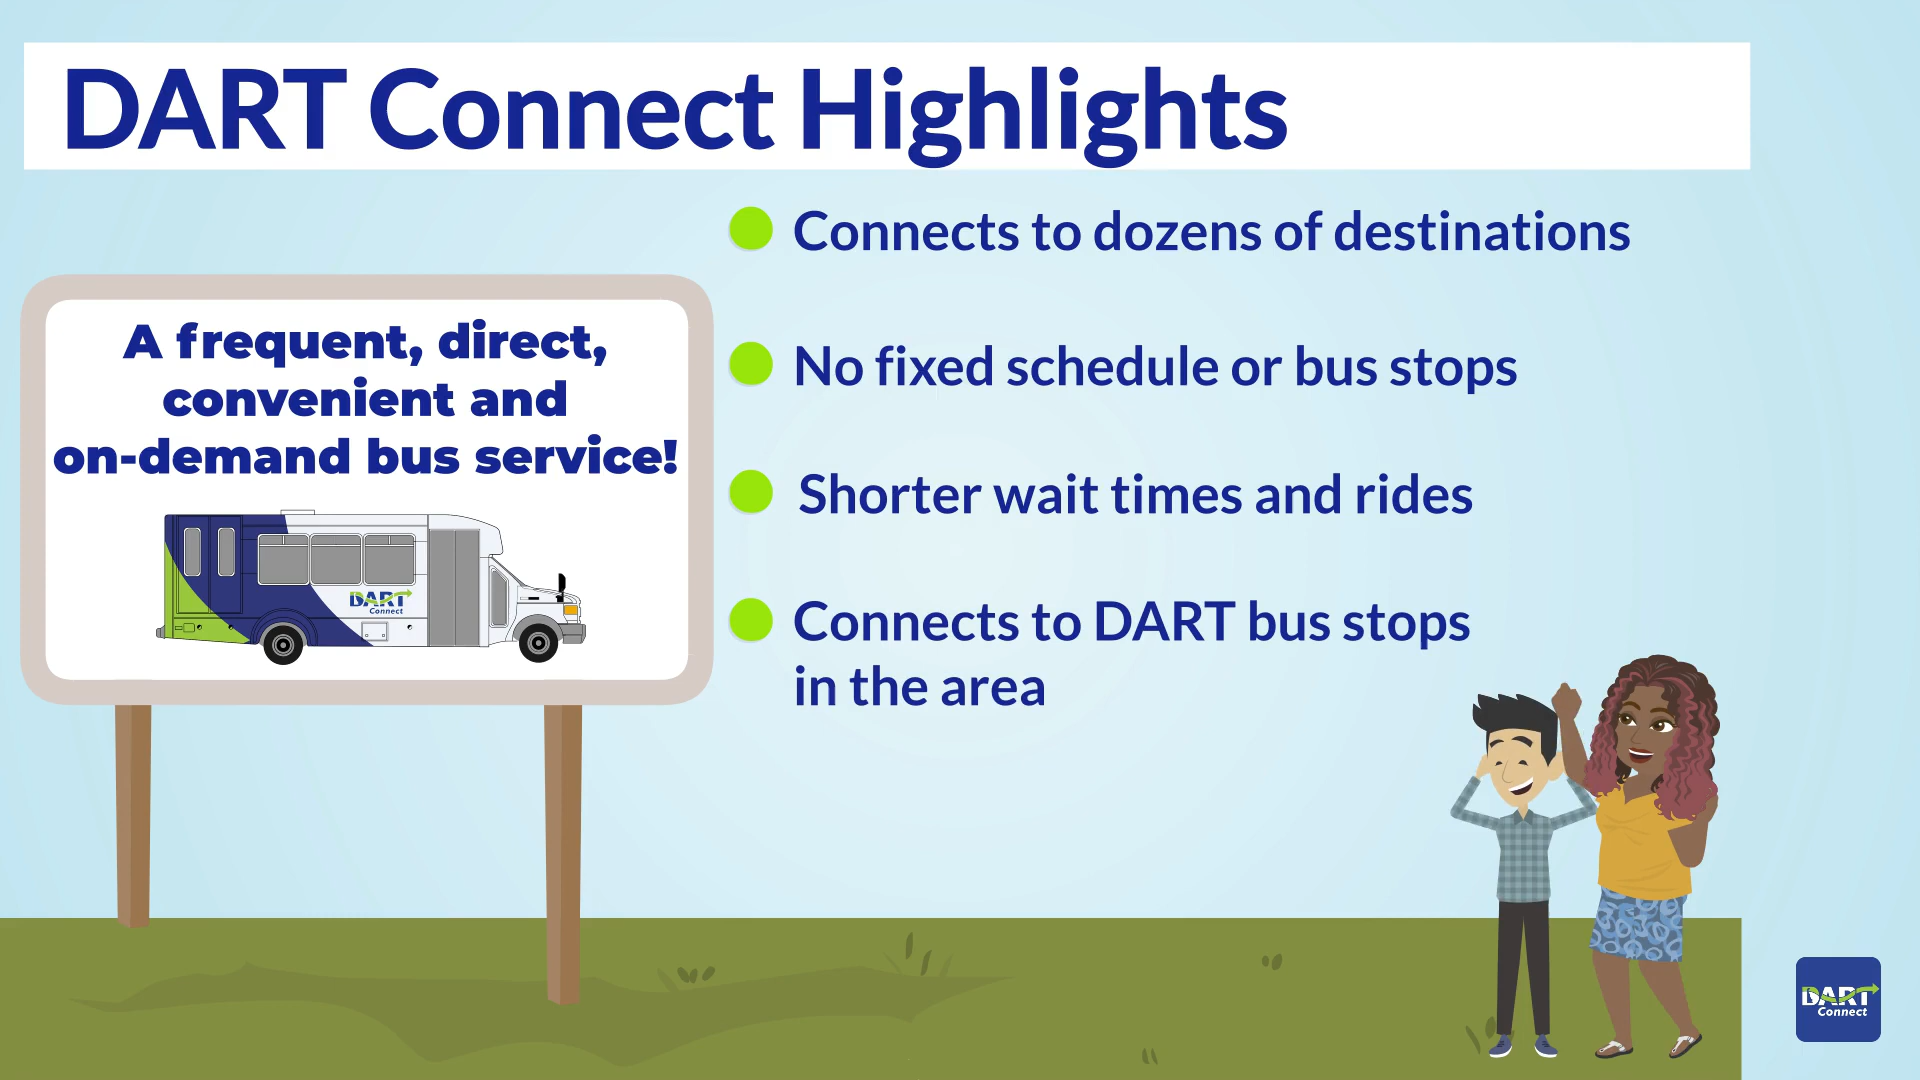 DART Connect Highlights
A frequent, direct,
convenient and
on-demand bus service!
DART
Connect
Connects to dozens of destinations
No fixed schedule or bus stops
Shorter wait times and rides
Connects to DART bus stops
in the area
DART
Connect